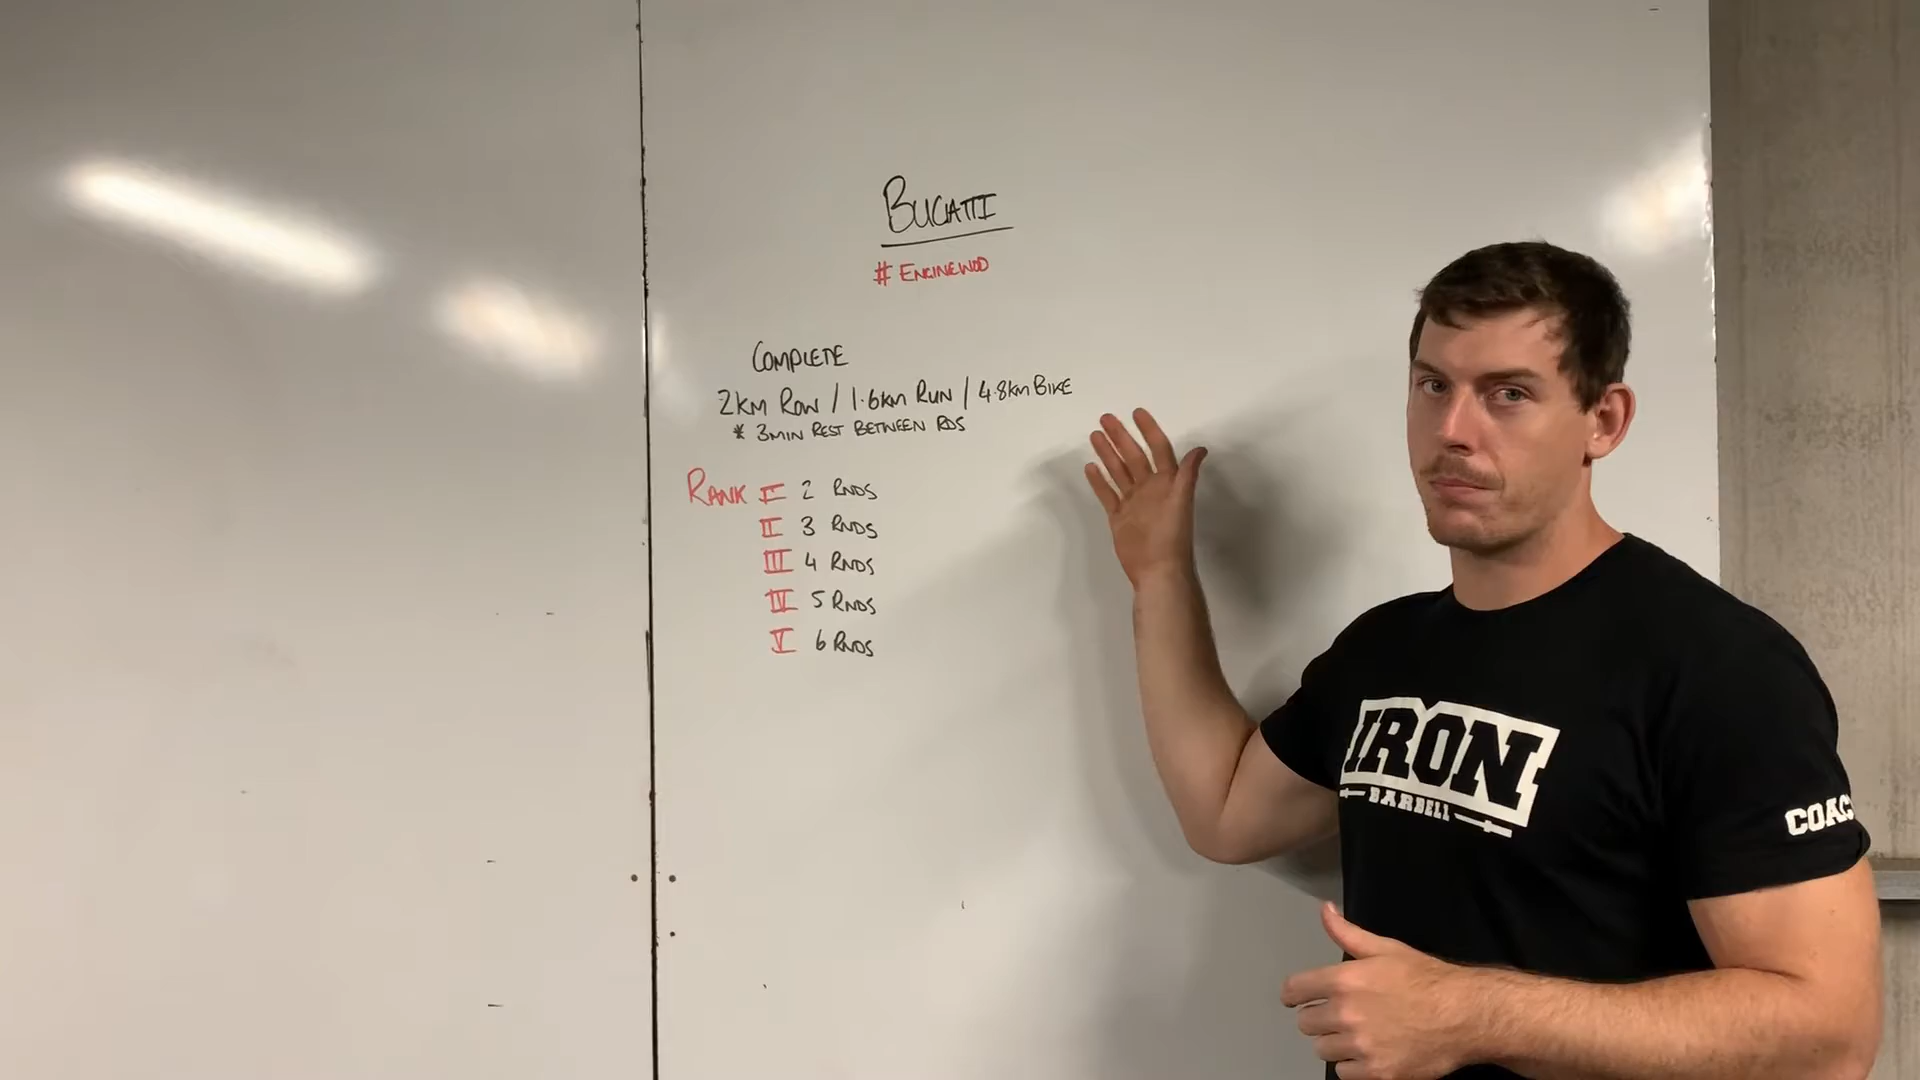 BUGATTI
# ENGINEWOD
COMPLETE
2KM ROW / 1.6KM RUN / 4.8KM BIKE
* 3MIN REST BETWEEN RDS
RANK I 2 RNDS
II 3 RNDS
III 4 RNDS
IV 5 RNDS
V 6 RNDS
IRON
BARBELL
COAC